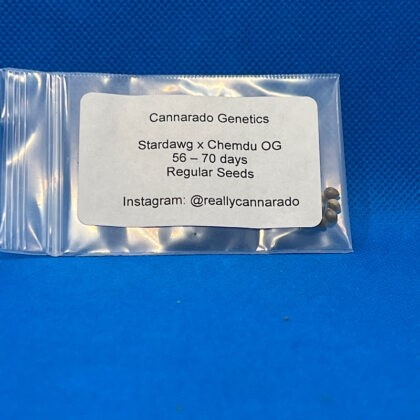 Cannarado Genetics
Stardawg x Chemdu OG
56 – 70 days
Regular Seeds
Instagram: @reallycannarado